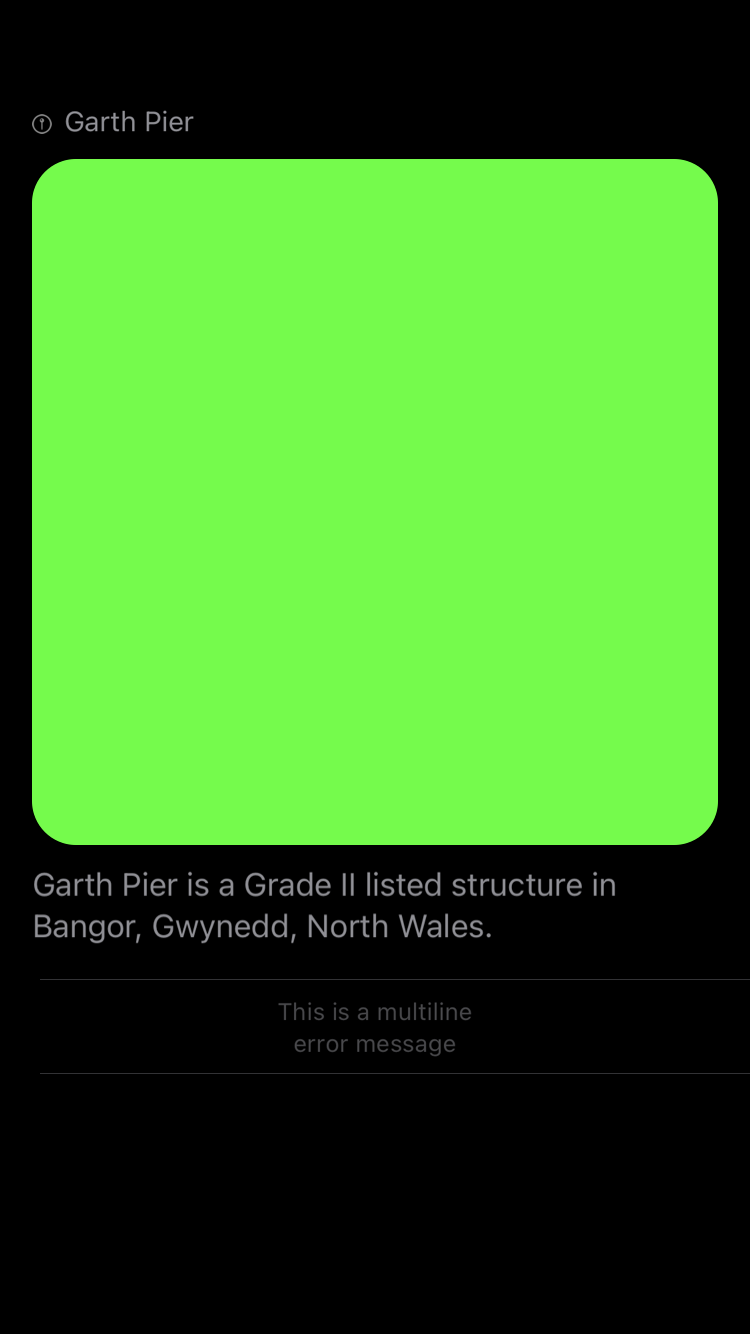 Garth Pier
Garth Pier is a Grade II listed structure in
Bangor, Gwynedd, North Wales.
This is a multiline
error message